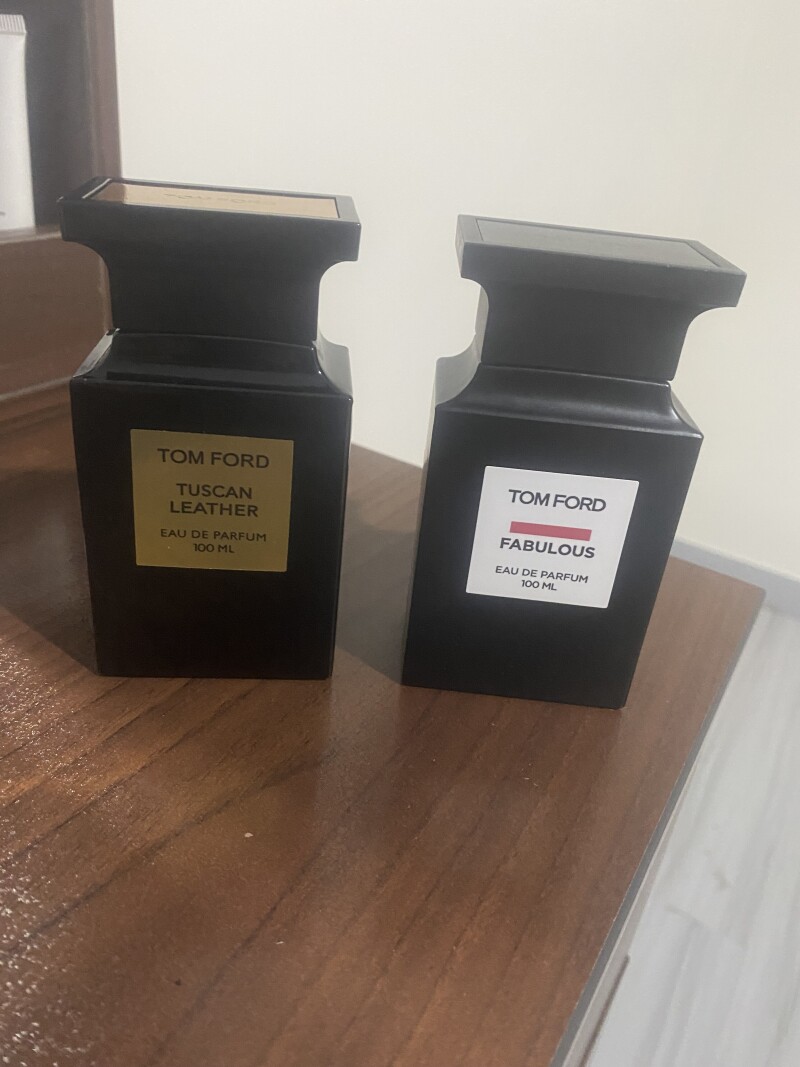 TOM FORD
TUSCAN
LEATHER
EAU DE PARFUM
100 ML
TOM FORD
FABULOUS
EAU DE PARFUM
100 ML